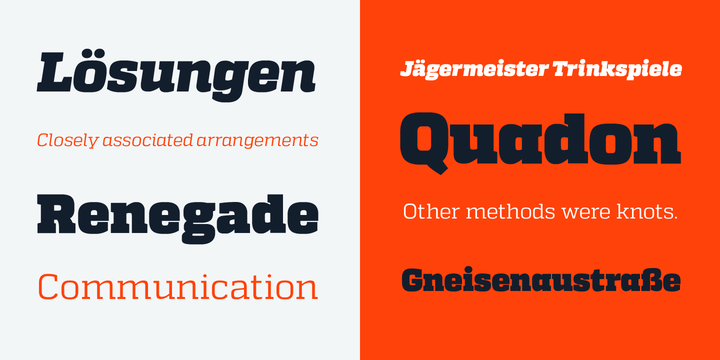 Lösungen
Closely associated arrangements
Renegade
Communication
Jägermeister Trinkspiele
Quadon
Other methods were knots.
Gneisenaustraße